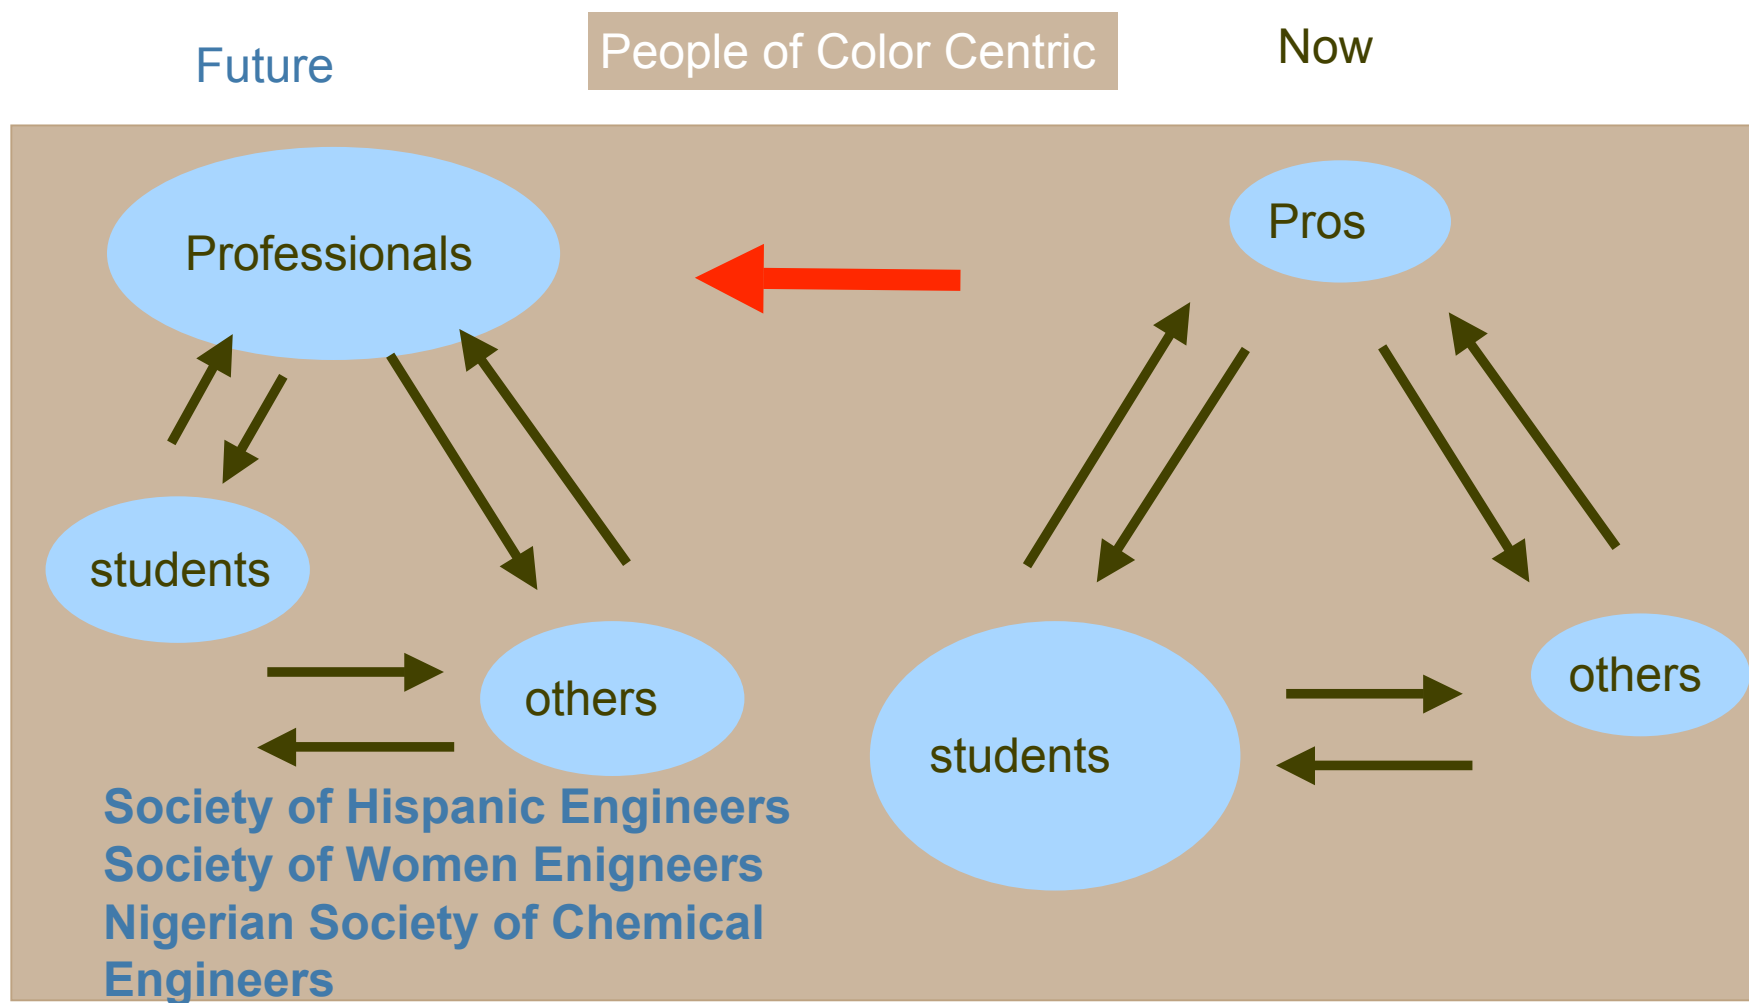 Future
People of Color Centric
Now
Professionals
Pros
students
others
students
others
Society of Hispanic Engineers
Society of Women Enigneers
Nigerian Society of Chemical
Engineers